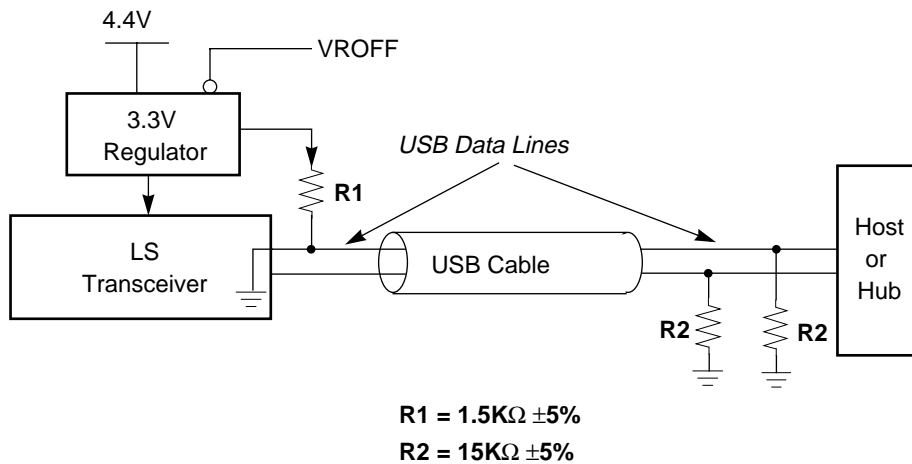 4.4V
VROFF
3.3V
Regulator
USB Data Lines
R1
LS
Transceiver
USB Cable
Host
or
Hub
R2
R2
R1 = 1.5KΩ ±5%
R2 = 15KΩ ±5%